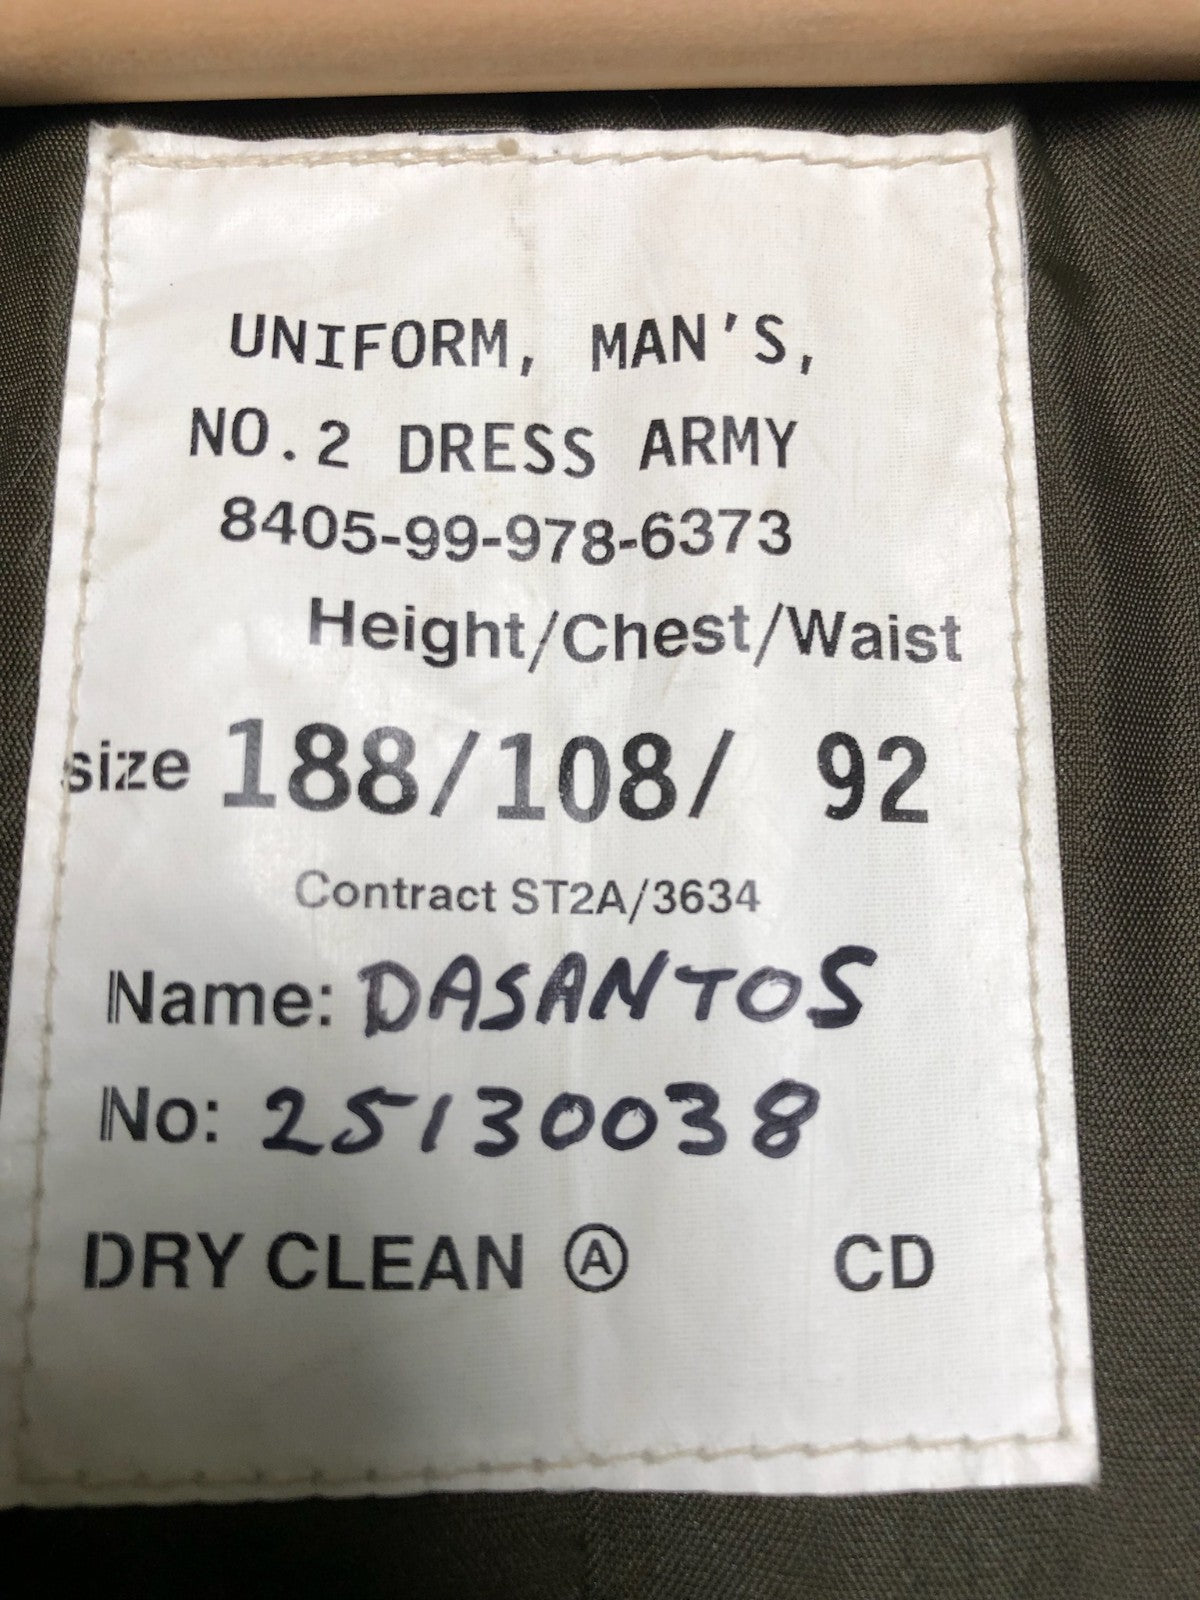 UNIFORM, MAN'S,
NO.2 DRESS ARMY
8405-99-978-6373
Height/Chest/Waist
size 188/108/ 92
Contract ST2A/3634
Name: DASANTOS
No: 25130038
DRY CLEAN Ⓐ CD